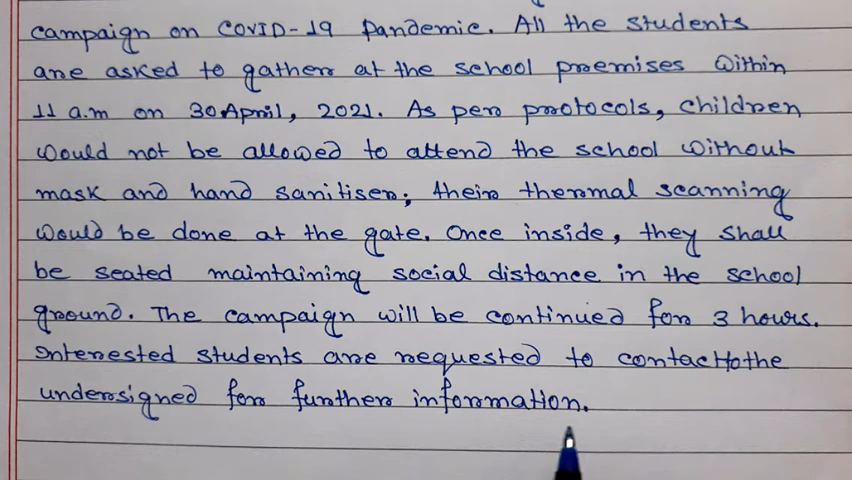 campaign on COVID-19 Pandemic. All the students
are asked to gather at the school premises within
11 a.m on 30 April, 2021. As per protocols, children
would not be allowed to attend the school without
mask and hand sanitiser; their thermal scanning
would be done at the gate. Once inside, they shall
be seated maintaining social distance in the school
ground. The campaign will be continued for 3 hours.
Interested students are requested to contact to the
undersigned for further information.